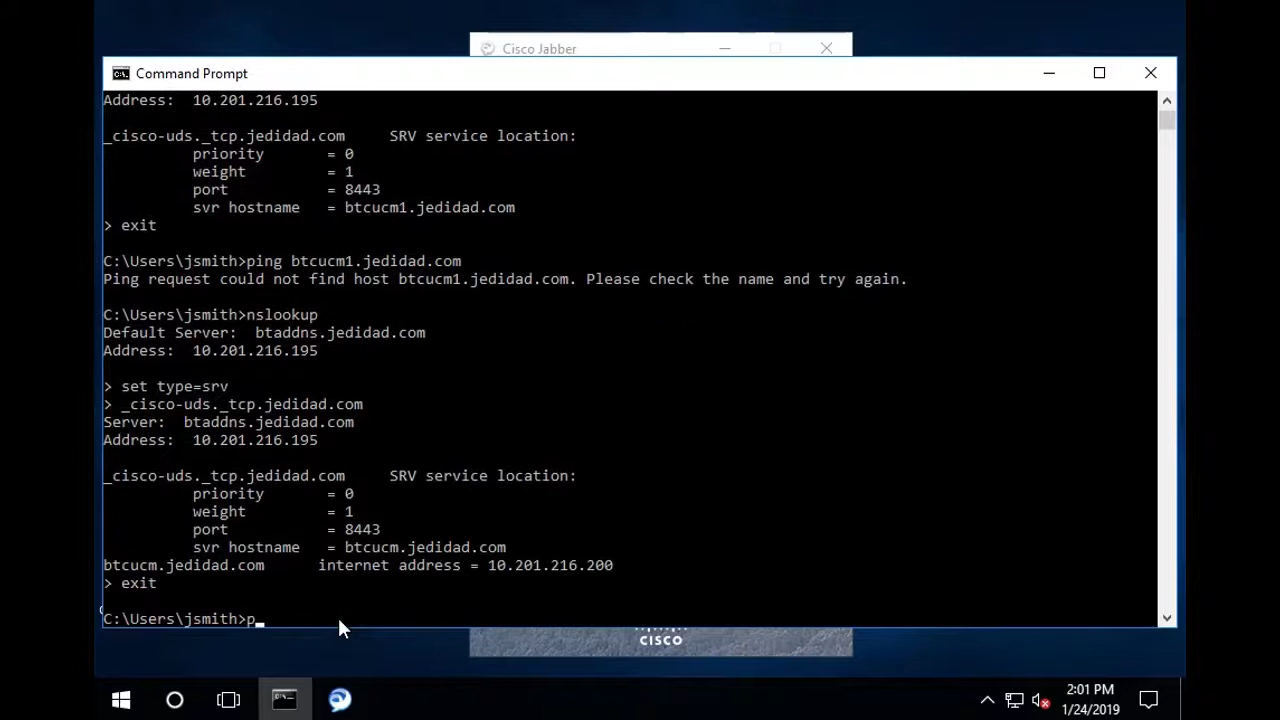 Cisco Jabber
Command Prompt
Address:  10.201.216.195
_cisco-uds._tcp.jedidad.com     SRV service location:
          priority       = 0
          weight         = 1
          port           = 8443
          svr hostname   = btcucm1.jedidad.com
> exit
C:\Users\jsmith>ping btcucm1.jedidad.com
Ping request could not find host btcucm1.jedidad.com. Please check the name and try again.
C:\Users\jsmith>nslookup
Default Server:  btaddns.jedidad.com
Address:  10.201.216.195
> set type=srv
> _cisco-uds._tcp.jedidad.com
Server:  btaddns.jedidad.com
Address:  10.201.216.195
_cisco-uds._tcp.jedidad.com     SRV service location:
          priority       = 0
          weight         = 1
          port           = 8443
          svr hostname   = btcucm.jedidad.com
btcucm.jedidad.com      internet address = 10.201.216.200
> exit
C:\Users\jsmith>p_
CISCO
2:01 PM
1/24/2019